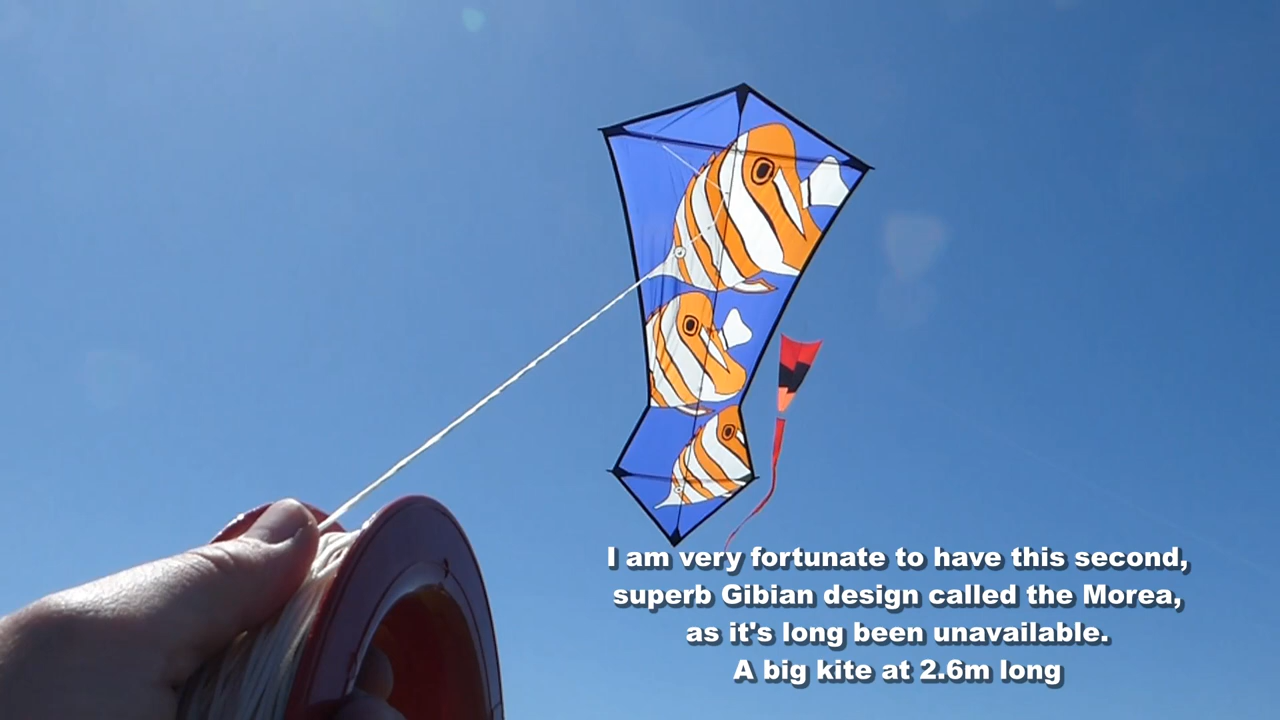 I am very fortunate to have this second,
superb Gibian design called the Morea,
as it's long been unavailable.
A big kite at 2.6m long